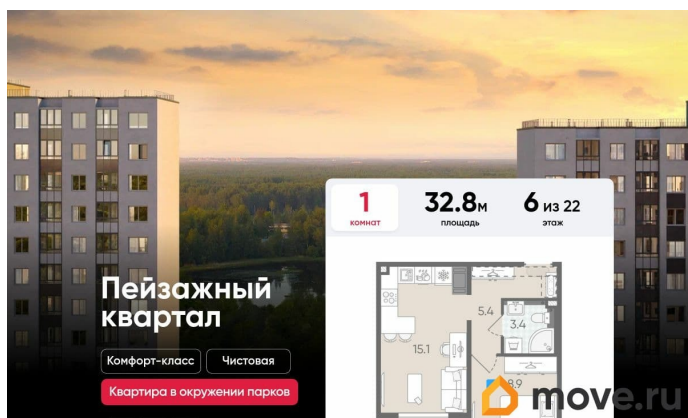 1
комнат
32.8м
площадь
6 из 22
этаж
Пейзажный
квартал
Комфорт-класс
Чистовая
Квартира в окружении парков
5.4
3.4
15.1
8.9
move.ru